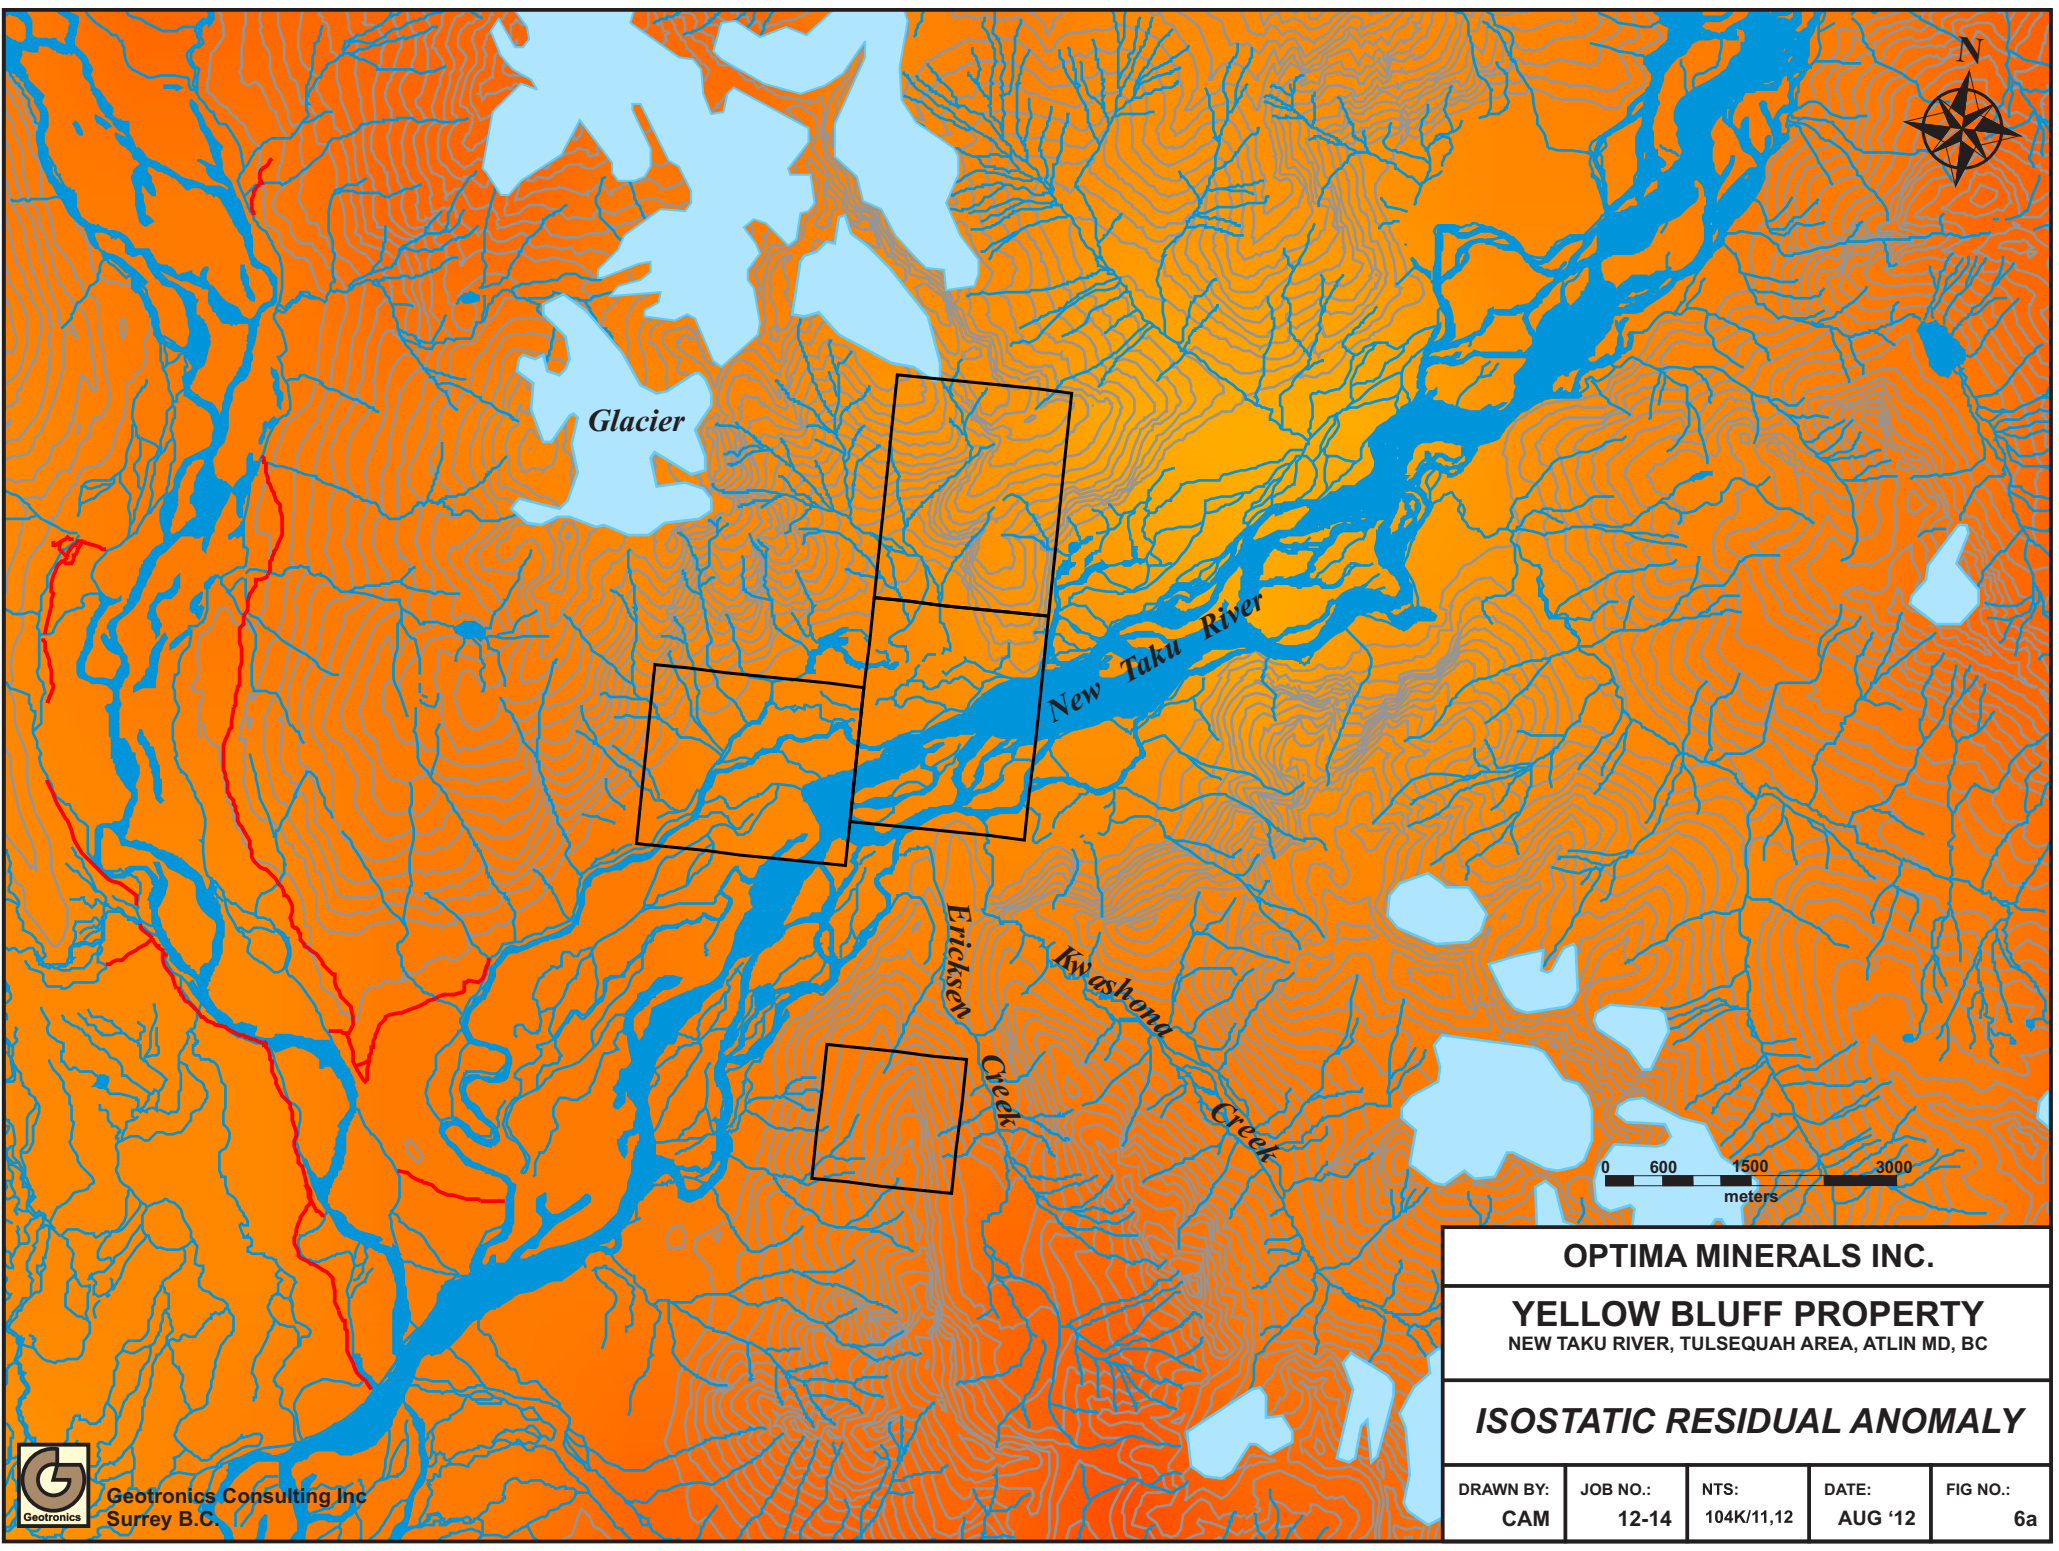 N
Glacier
New Taku River
Ericksen
Creek
Kwashona
Creek
0 600 1500 3000
meters
OPTIMA MINERALS INC.
YELLOW BLUFF PROPERTY
NEW TAKU RIVER, TULSEQUAH AREA, ATLIN MD, BC
ISOSTATIC RESIDUAL ANOMALY
DRAWN BY: JOB NO.: NTS: DATE: FIG NO.:
CAM 12-14 104K/11,12 AUG ‘12 6a
Geotronics
Geotronics Consulting Inc
Surrey B.C.